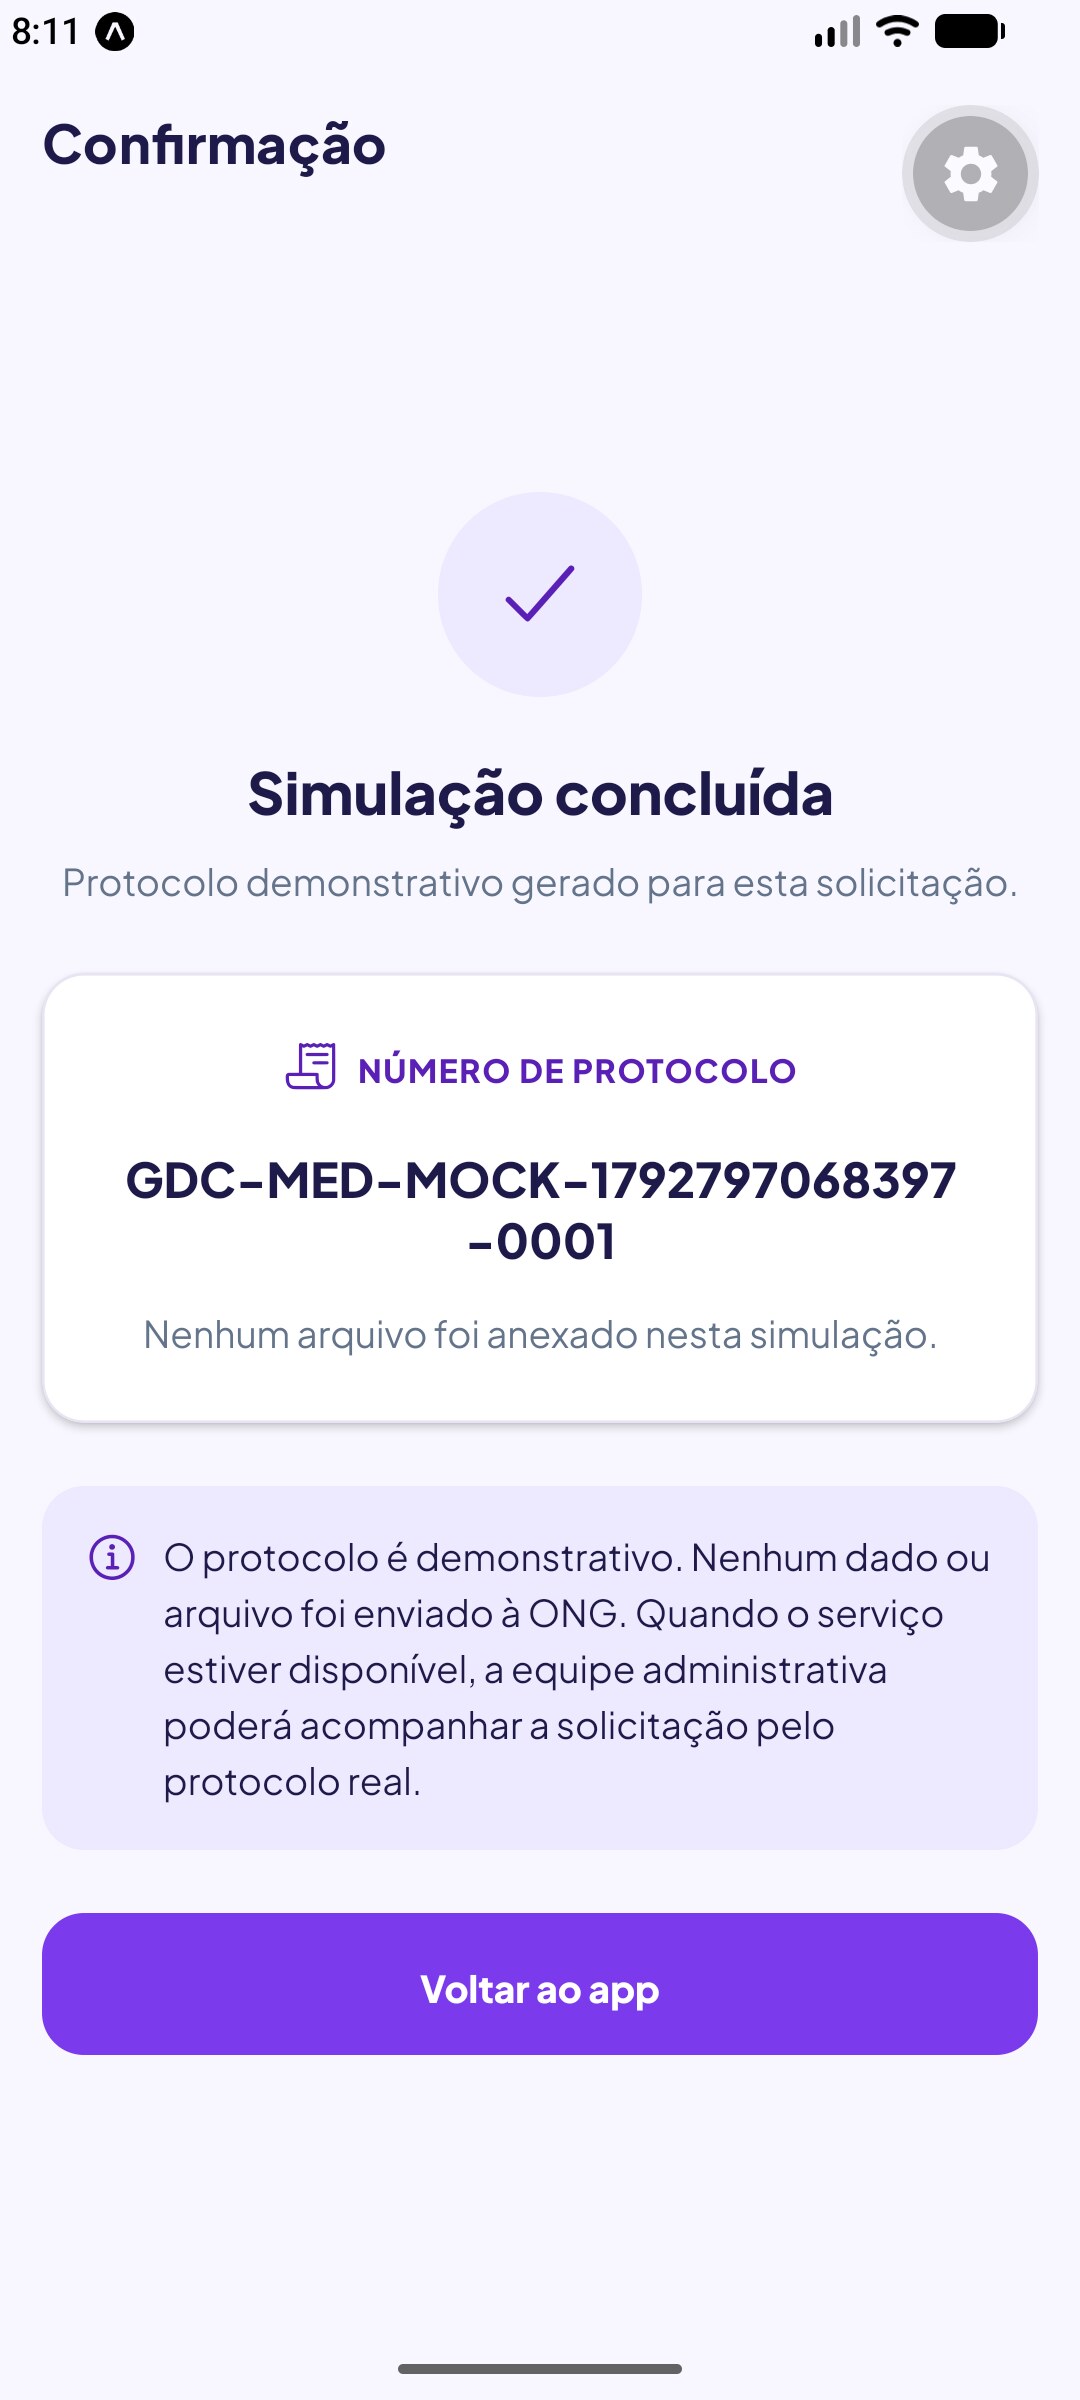 8:11
Confirmação
Simulação concluída
Protocolo demonstrativo gerado para esta solicitação.
NÚMERO DE PROTOCOLO
GDC-MED-MOCK-1792797068397
-0001
Nenhum arquivo foi anexado nesta simulação.
O protocolo é demonstrativo. Nenhum dado ou
arquivo foi enviado à ONG. Quando o serviço
estiver disponível, a equipe administrativa
poderá acompanhar a solicitação pelo
protocolo real.
Voltar ao app